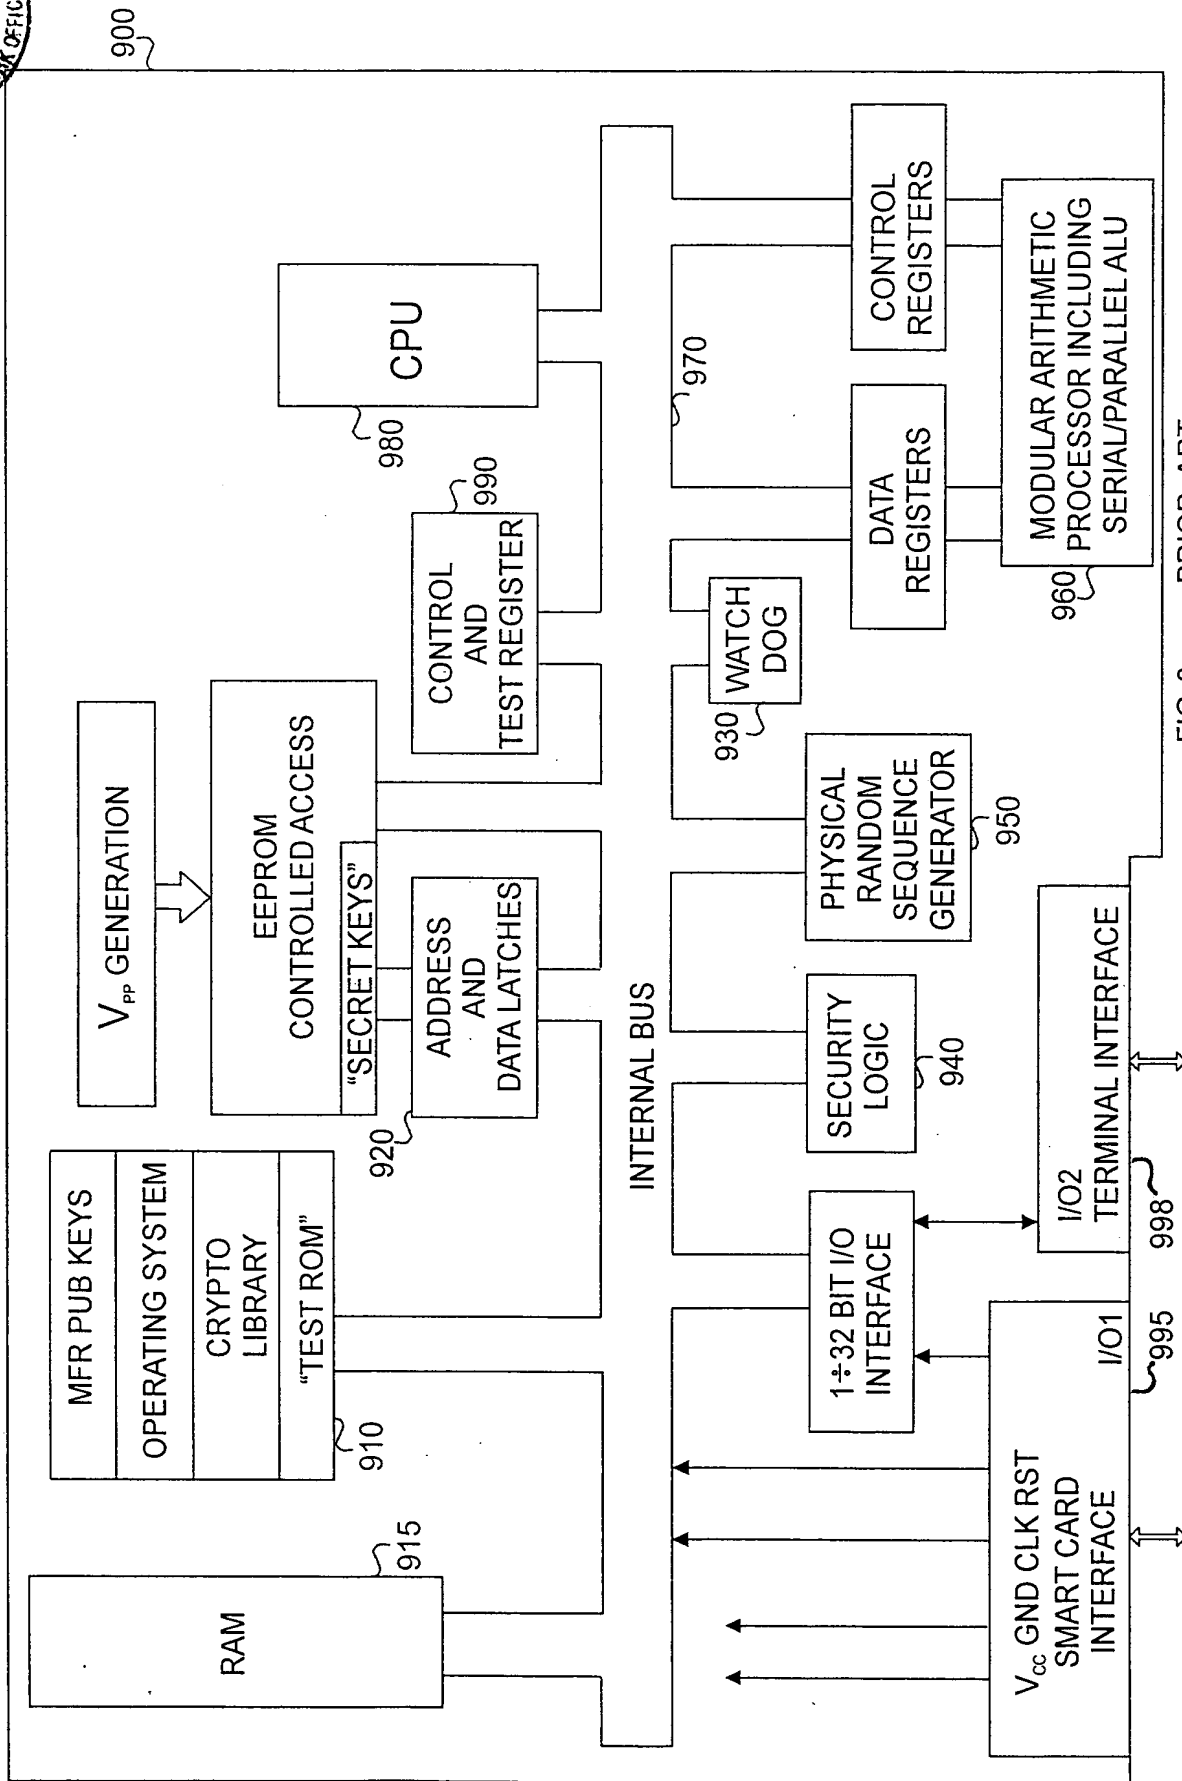 900
RAM
915
MFR PUB KEYS
OPERATING SYSTEM
CRYPTO
LIBRARY
“TEST ROM”
910
V_PP GENERATION
EEPROM
CONTROLLED ACCESS
“SECRET KEYS”
ADDRESS
AND
DATA LATCHES
920
CONTROL
AND
TEST REGISTER
990
CPU
980
INTERNAL BUS
970
V_CC GND CLK RST
SMART CARD
INTERFACE
I/O1
995
1÷32 BIT I/O
INTERFACE
I/O2
TERMINAL INTERFACE
998
SECURITY
LOGIC
940
PHYSICAL
RANDOM
SEQUENCE
GENERATOR
950
WATCH
DOG
930
DATA
REGISTERS
CONTROL
REGISTERS
MODULAR ARITHMETIC
PROCESSOR INCLUDING
SERIAL/PARALLEL ALU
960
PRIOR ART